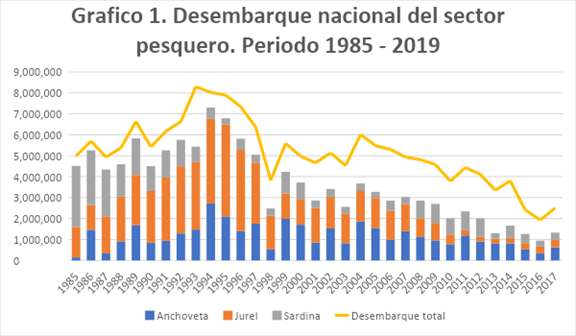 Grafico 1. Desembarque nacional del sector
pesquero. Periodo 1985 - 2019
9,000,000
8,000,000
7,000,000
6,000,000
5,000,000
4,000,000
3,000,000
2,000,000
1,000,000
0
1985 1986 1987 1988 1989 1990 1991 1992 1993 1994 1995 1996 1997 1998 1999 2000 2001 2002 2003 2004 2005 2006 2007 2008 2009 2010 2011 2012 2013 2014 2015 2016 2017
Anchoveta Jurel Sardina Desembarque total